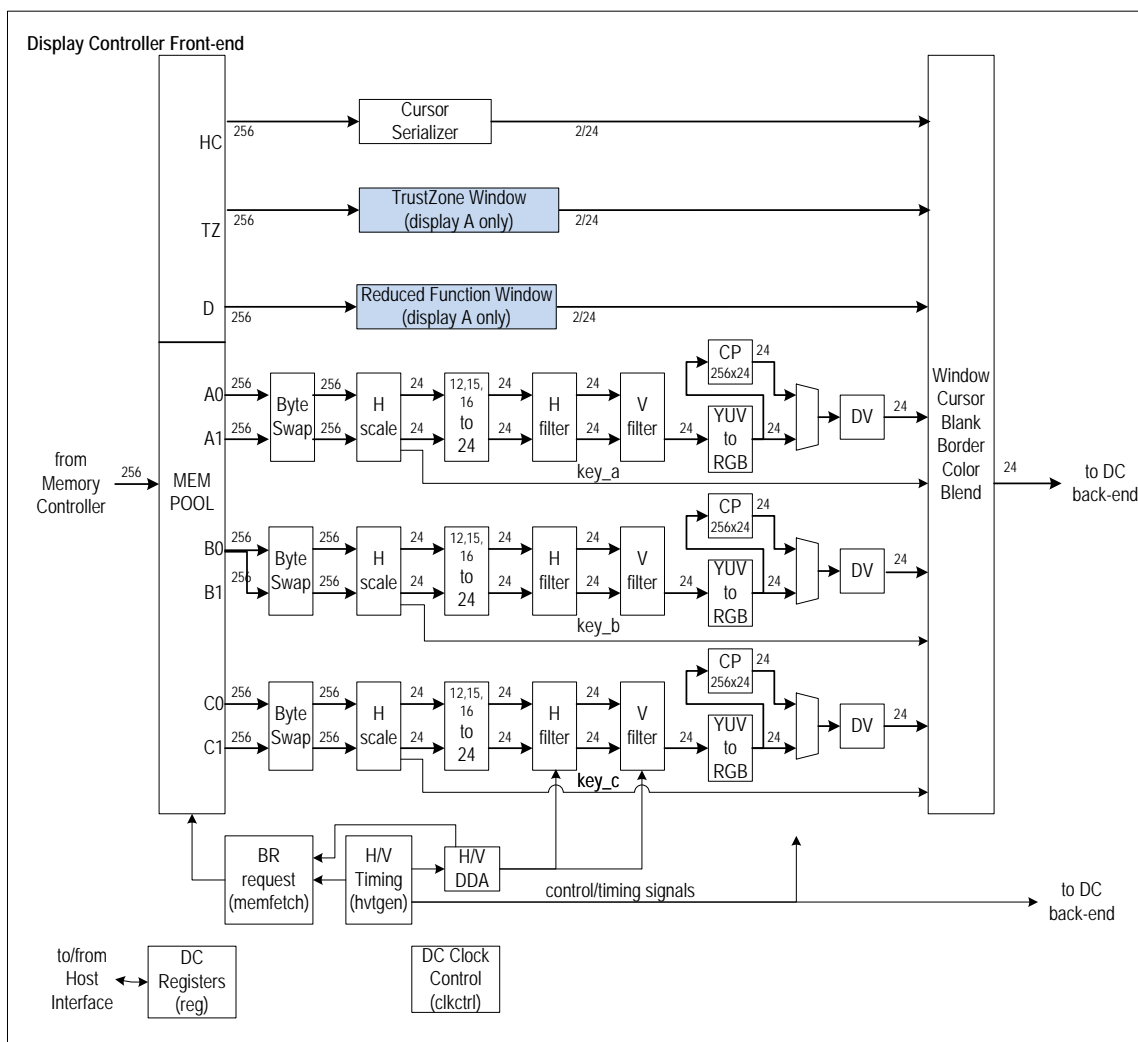 Display Controller Front-end
HC
256
Cursor
Serializer
2/24
TZ
256
TrustZone Window
(display A only)
2/24
D
256
Reduced Function Window
(display A only)
2/24
from
Memory
Controller
256
MEM
POOL
A0
256
A1
256
Byte
Swap
256
256
H
scale
24
24
12,15,
16
to
24
24
24
H
filter
24
24
V
filter
24
CP
256x24
24
YUV
to
RGB
24
DV
24
key_a
B0
256
B1
Byte
Swap
256
256
256
H
scale
24
24
12,15,
16
to
24
24
24
H
filter
24
24
V
filter
24
CP
256x24
24
YUV
to
RGB
24
DV
24
key_b
C0
256
C1
256
Byte
Swap
256
256
H
scale
24
24
12,15,
16
to
24
24
24
H
filter
24
24
V
filter
24
CP
256x24
24
YUV
to
RGB
24
DV
24
key_c
Window
Cursor
Blank
Border
Color
Blend
24
to DC
back-end
BR
request
(memfetch)
H/V
Timing
(hvtgen)
H/V
DDA
control/timing signals
to DC
back-end
to/from
Host
Interface
DC
Registers
(reg)
DC Clock
Control
(clkctrl)